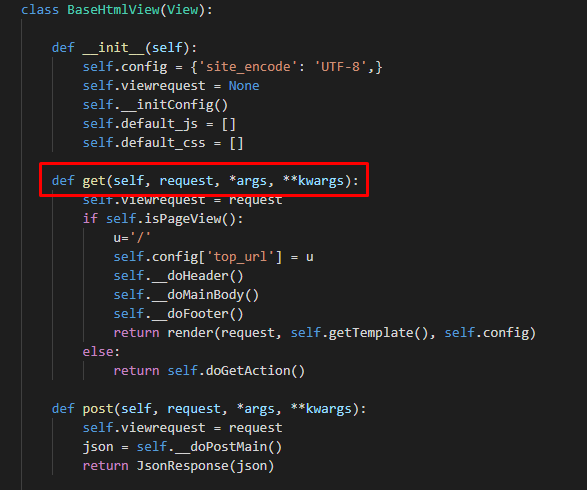 class BaseHtmlView(View):
def __init__(self):
self.config = {'site_encode': 'UTF-8',}
self.viewrequest = None
self.__initConfig()
self.default_js = []
self.default_css = []
def get(self, request, *args, **kwargs):
self.viewrequest = request
if self.isPageView():
u='/'
self.config['top_url'] = u
self.__doHeader()
self.__doMainBody()
self.__doFooter()
return render(request, self.getTemplate(), self.config)
else:
return self.doGetAction()
def post(self, request, *args, **kwargs):
self.viewrequest = request
json = self.__doPostMain()
return JsonResponse(json)